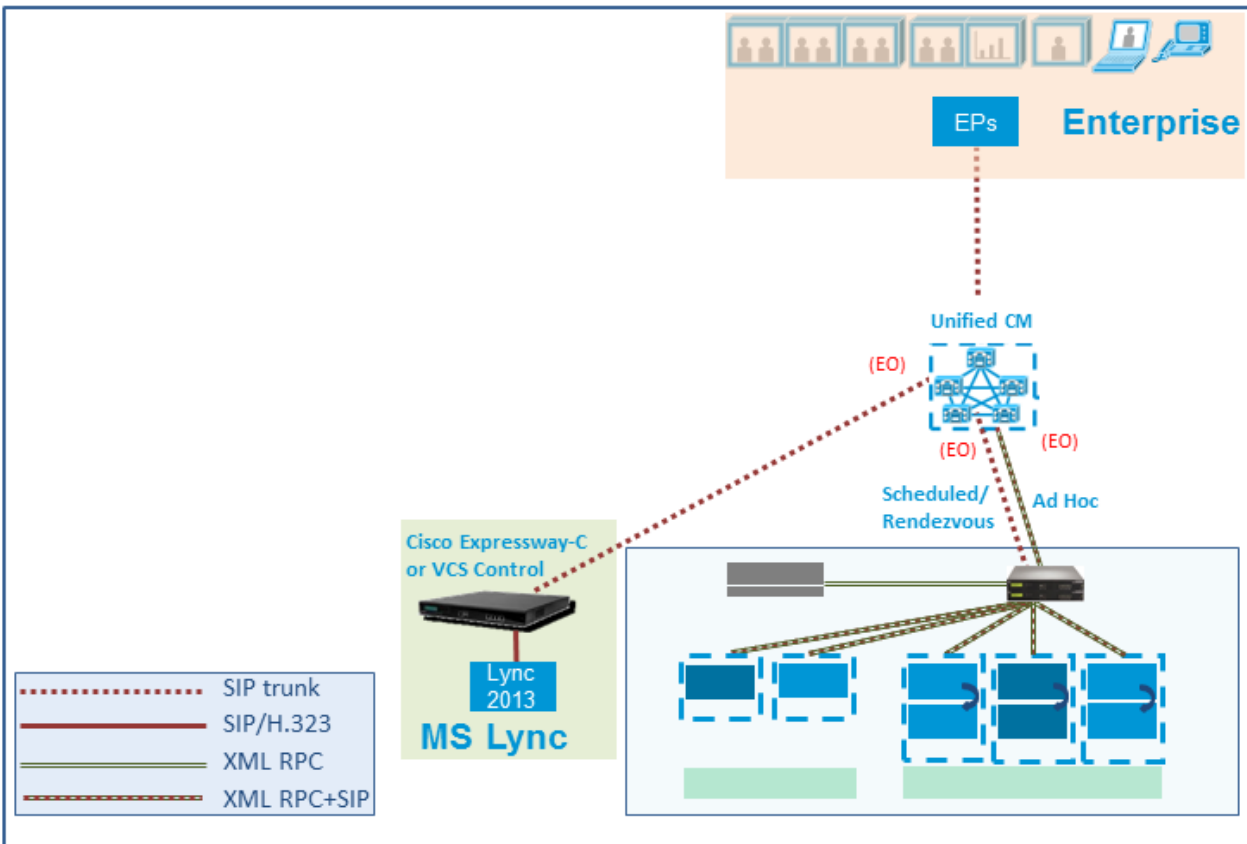 EPs
Enterprise
Unified CM
(EO)
(EO)
(EO)
Scheduled/
Rendezvous
Ad Hoc
Cisco Expressway-C
or VCS Control
Lync
2013
MS Lync
SIP trunk
SIP/H.323
XML RPC
XML RPC+SIP